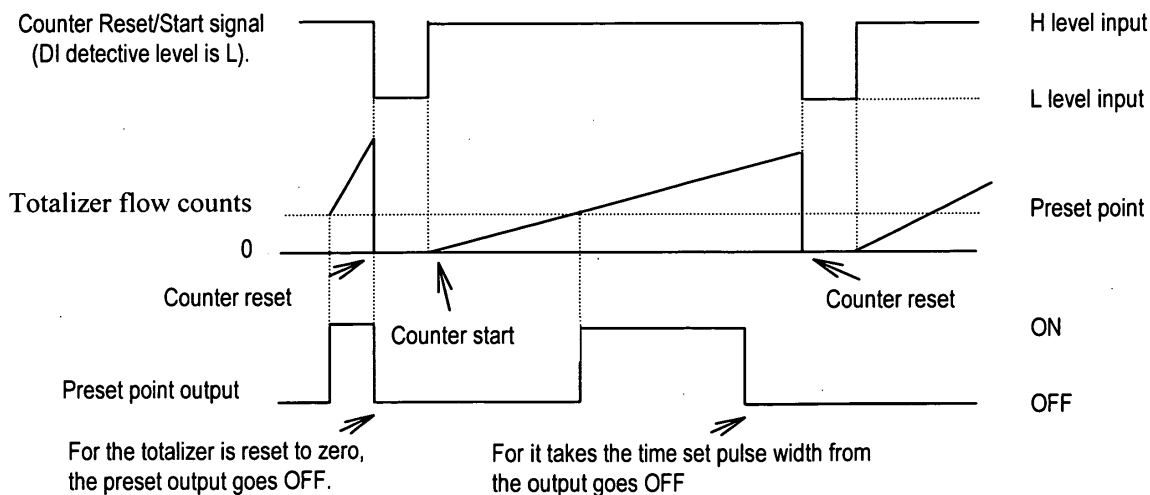 Counter Reset/Start signal
(DI detective level is L).
H level input
L level input
Totalizer flow counts
Preset point
0
Counter reset
Counter start
Counter reset
ON
Preset point output
OFF
For the totalizer is reset to zero,
the preset output goes OFF.
For it takes the time set pulse width from
the output goes OFF